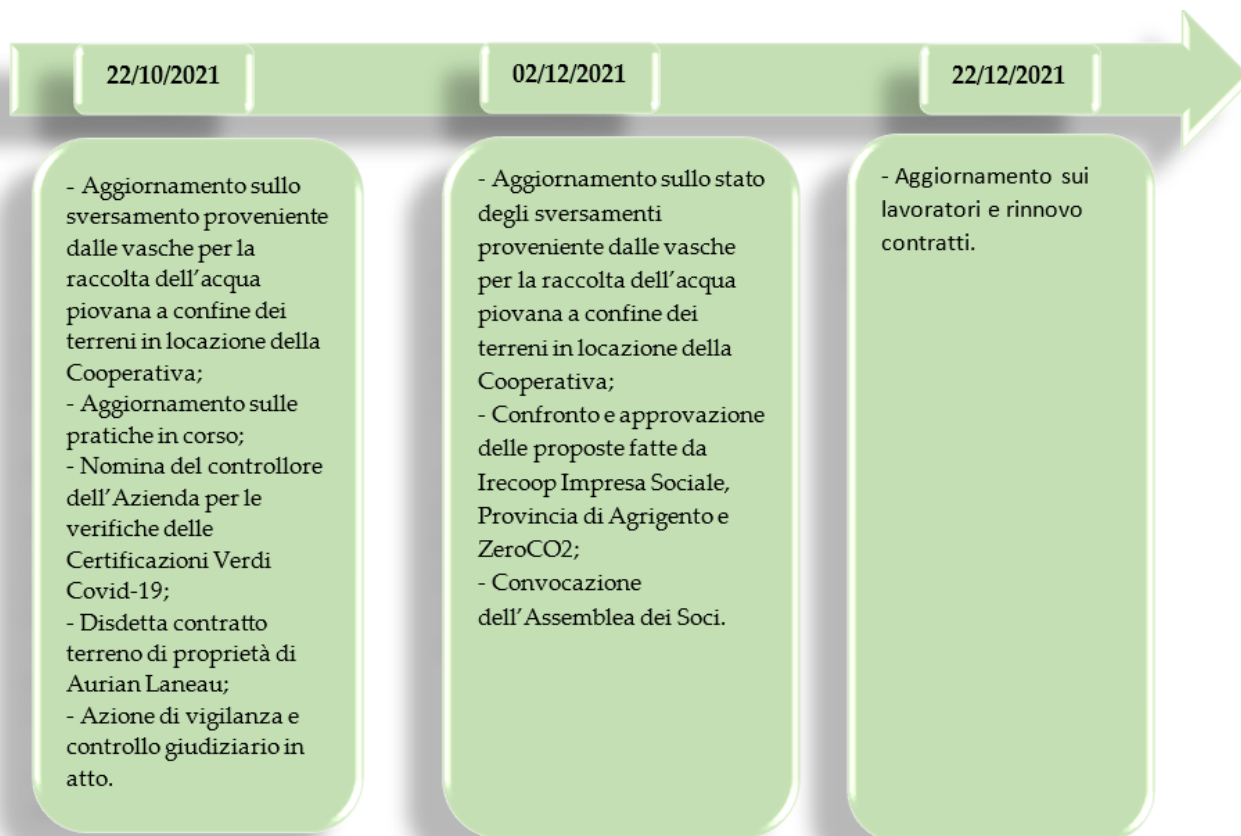 22/10/2021
02/12/2021
22/12/2021
- Aggiornamento sullo
sversamento proveniente
dalle vasche per la
raccolta dell’acqua
piovana a confine dei
terreni in locazione della
Cooperativa;
- Aggiornamento sulle
pratiche in corso;
- Nomina del controllore
dell’Azienda per le
verifiche delle
Certificazioni Verdi
Covid-19;
- Disdetta contratto
terreno di proprietà di
Aurian Laneau;
- Azione di vigilanza e
controllo giudiziario in
atto.
- Aggiornamento sullo stato
degli sversamenti
proveniente dalle vasche
per la raccolta dell’acqua
piovana a confine dei
terreni in locazione della
Cooperativa;
- Confronto e approvazione
delle proposte fatte da
Irecoop Impresa Sociale,
Provincia di Agrigento e
ZeroCO2;
- Convocazione
dell’Assemblea dei Soci.
- Aggiornamento sui
lavoratori e rinnovo
contratti.